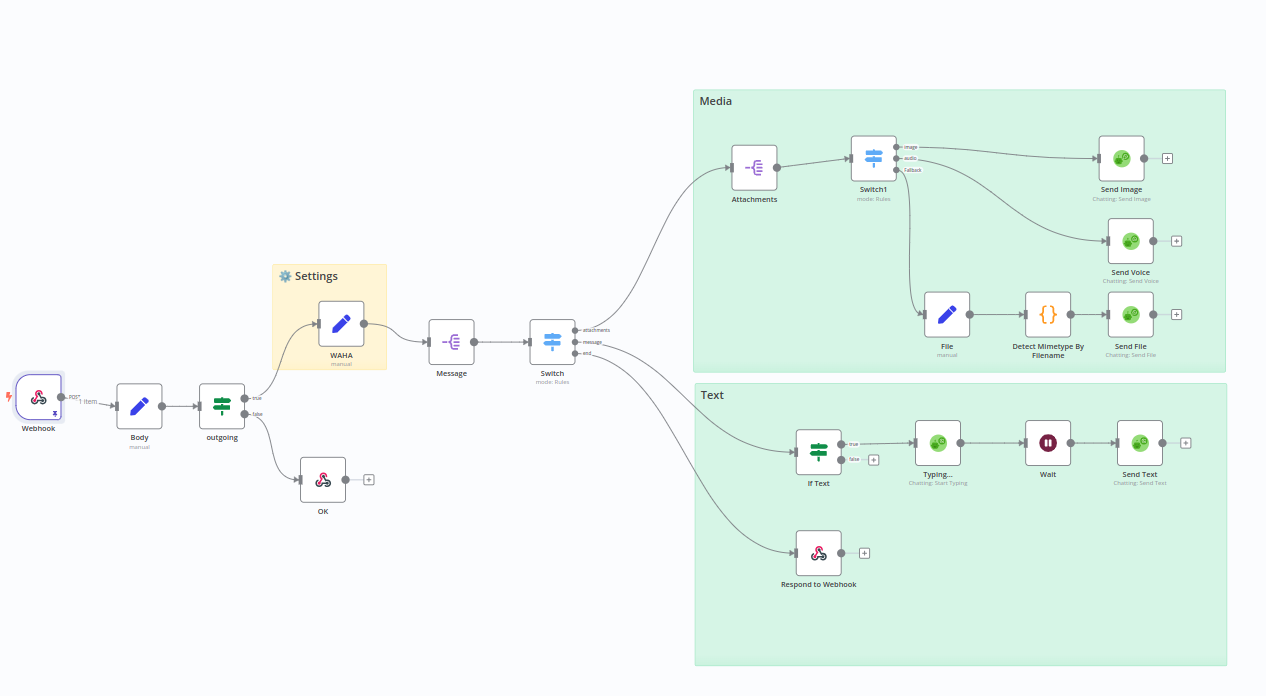 Media
Attachments
Switch1
mode: Rules
image
audio
Fallback
Send Image
Chatting: Send Image
Send Voice
Chatting: Send Voice
File
manual
Detect Mimetype By
Filename
Send File
Chatting: Send File
⚙️ Settings
WAHA
manual
Message
Switch
mode: Rules
attachments
message
end
Webhook
POST
1 item
Body
manual
outgoing
true
false
OK
Text
If Text
true
false
Typing...
Chatting: Start Typing
Wait
Send Text
Chatting: Send Text
Respond to Webhook